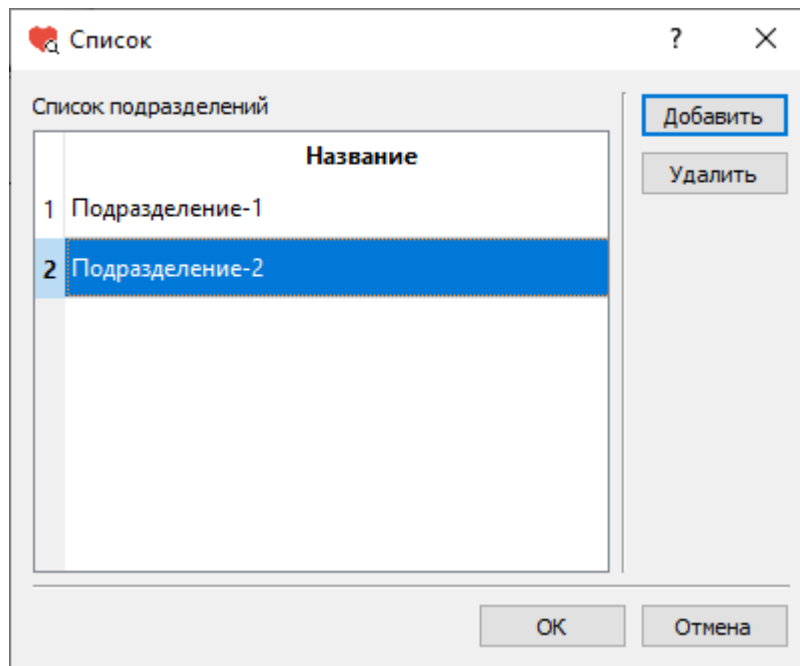 Список
?
Список подразделений
Название
1 Подразделение-1
2 Подразделение-2
Добавить
Удалить
ОК
Отмена